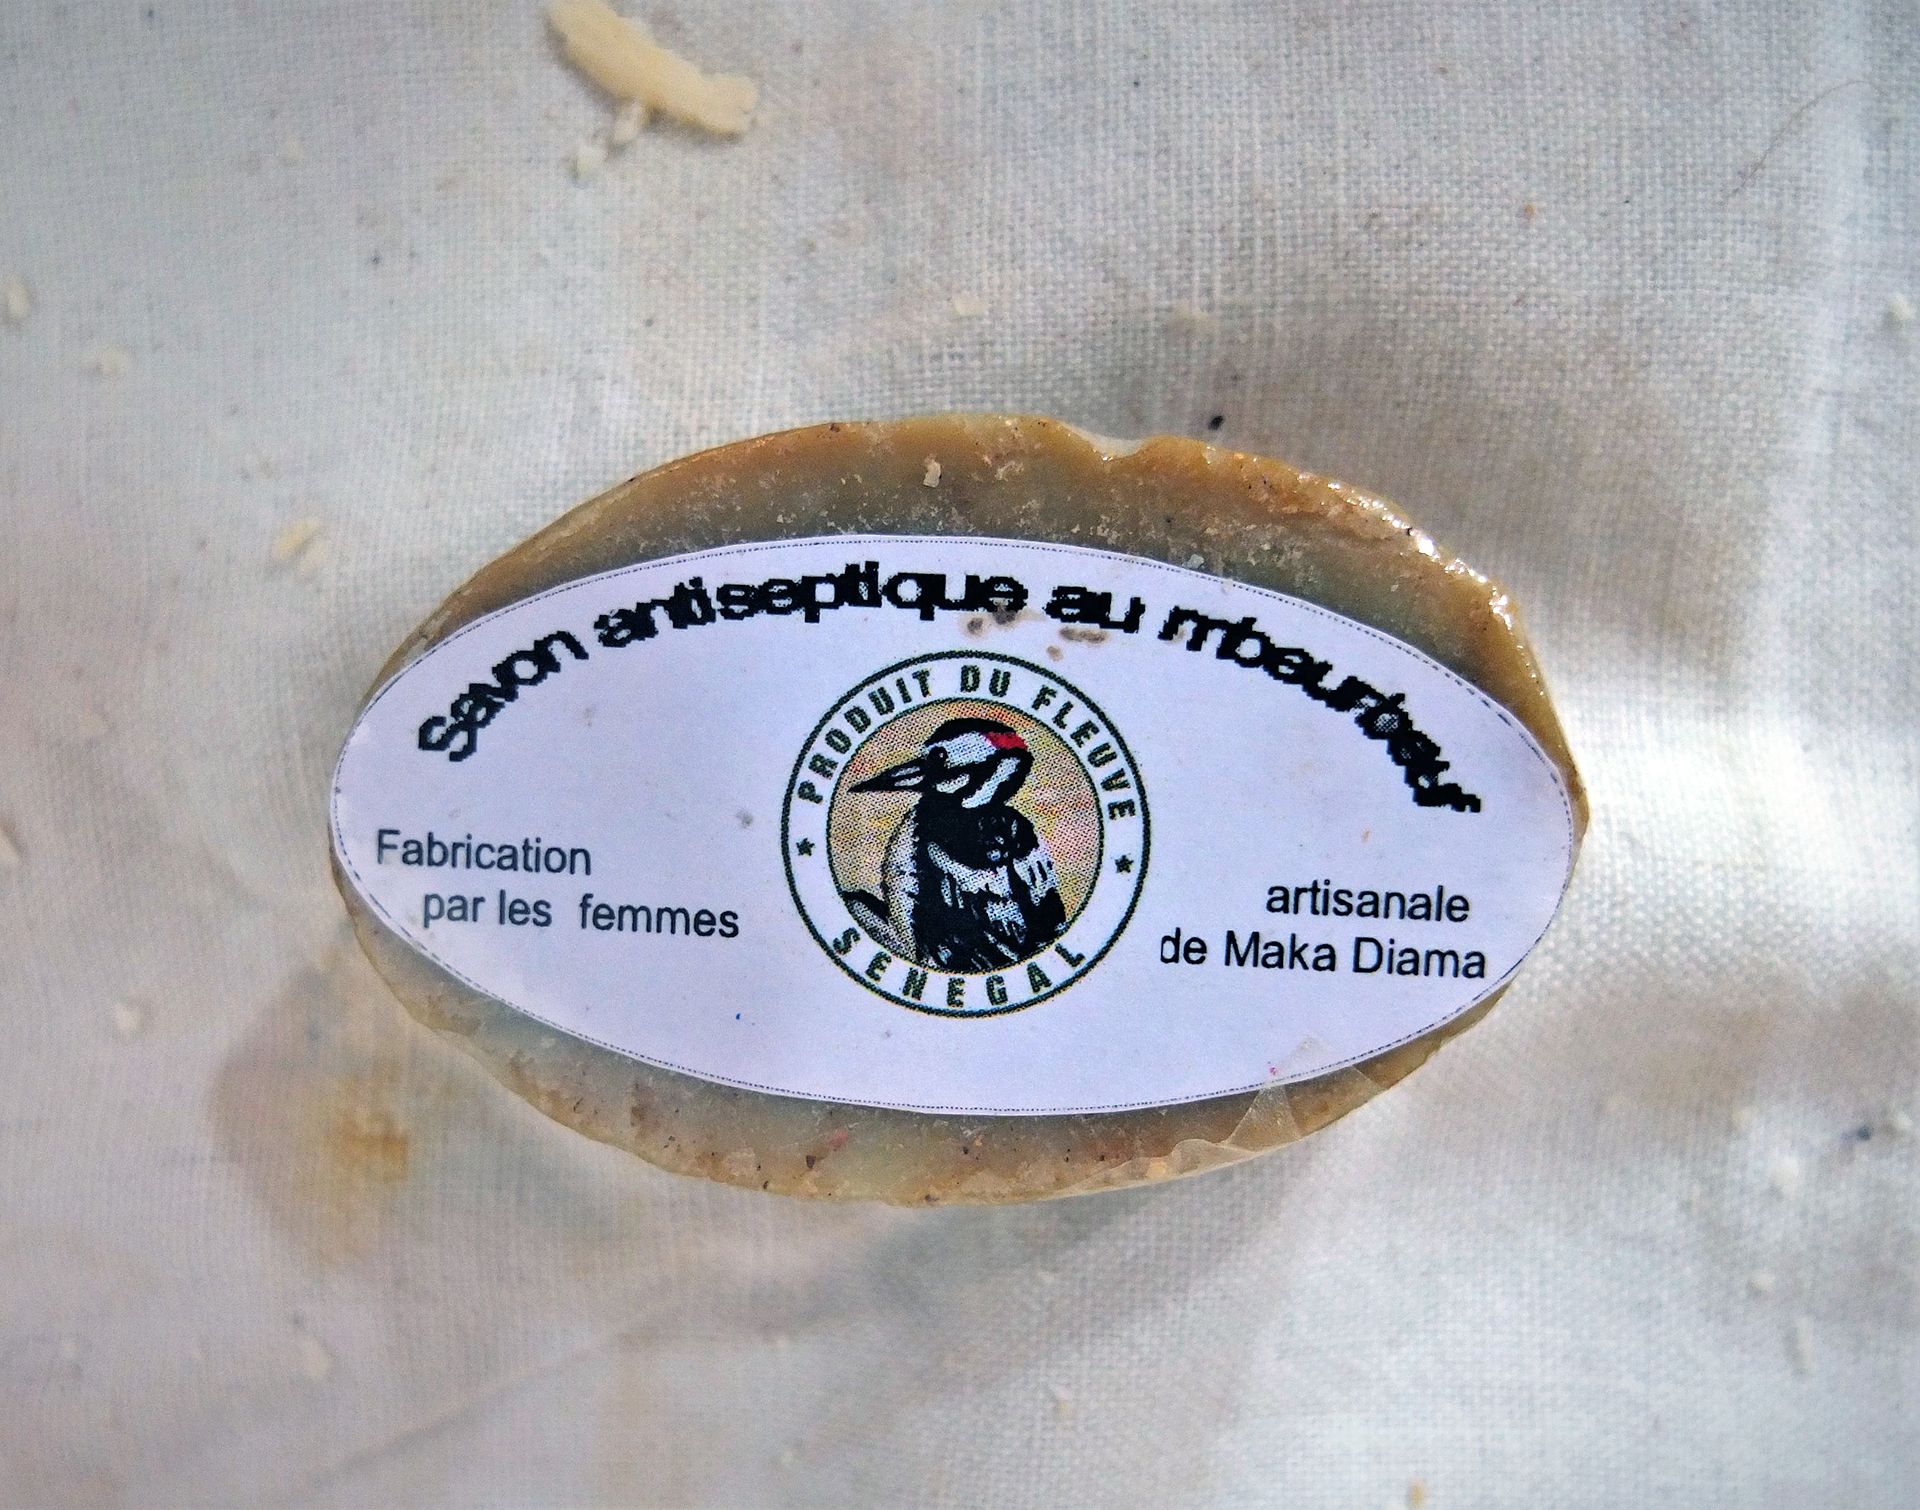 Savon antiseptique au mbeurbeur
PRODUIT DU FLEUVE
SENEGAL
Fabrication artisanale
par les femmes de Maka Diama